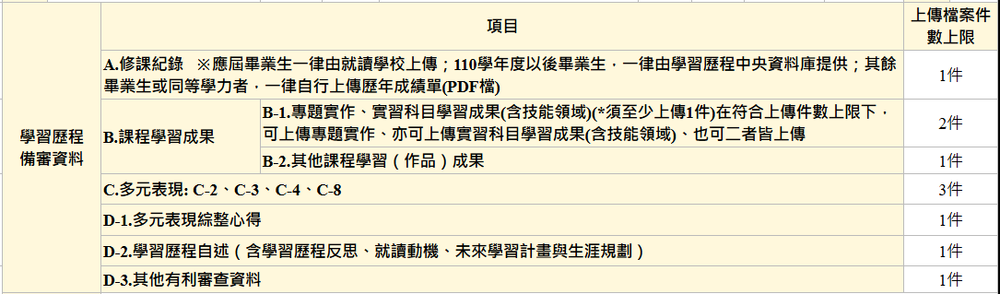 項目
上傳檔案件
數上限
學習歷程
備審資料
A.修課紀錄 ※應屆畢業生一律由就讀學校上傳；110學年度以後畢業生，一律由學習歷程中央資料庫提供；其餘
畢業生或同等學力者，一律自行上傳歷年成績單(PDF檔)
1件
B.課程學習成果
B-1.專題實作、實習科目學習成果(含技能領域)(*須至少上傳1件)在符合上傳件數上限下，
可上傳專題實作、亦可上傳實習科目學習成果(含技能領域)、也可二者皆上傳
2件
B-2.其他課程學習（作品）成果
1件
C.多元表現: C-2、C-3、C-4、C-8
3件
D-1.多元表現綜整心得
1件
D-2.學習歷程自述（含學習歷程反思、就讀動機、未來學習計畫與生涯規劃）
1件
D-3.其他有利審查資料
1件